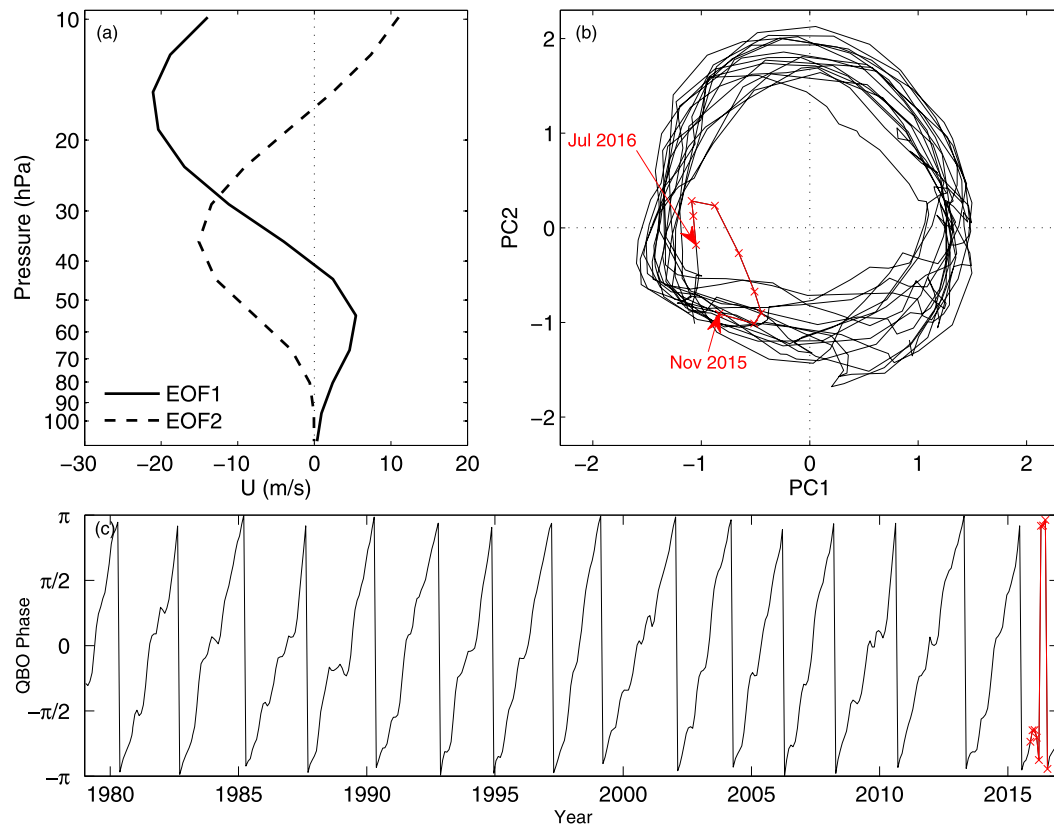 (a)
10
20
30
40
50
60
70
80
90
100
Pressure (hPa)
EOF1
EOF2
−30 −20 −10 0 10 20
U (m/s)
(b)
2
1
0
−1
−2
PC2
Jul 2016
Nov 2015
−2 −1 0 1 2
PC1
(c)
π
π/2
0
−π/2
−π
QBO Phase
1980 1985 1990 1995 2000 2005 2010 2015
Year